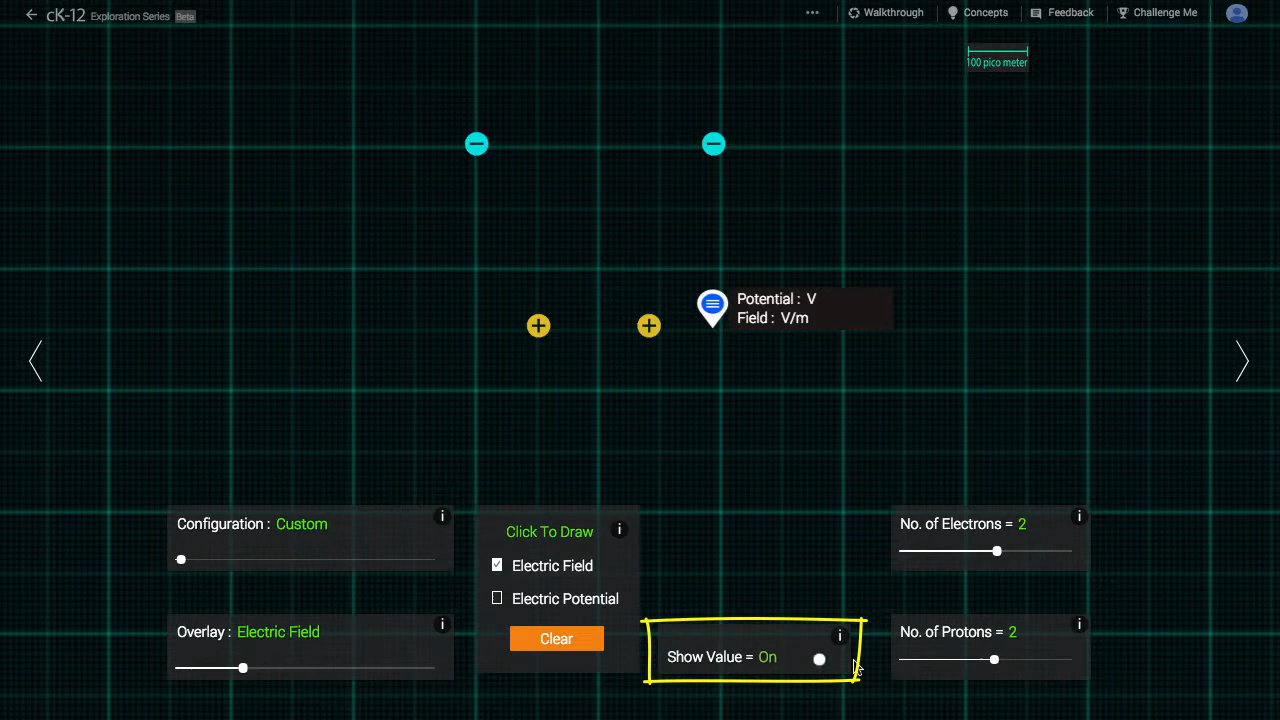 cK-12 Exploration Series Beta
Walkthrough
Concepts
Feedback
Challenge Me
100 pico meter
Potential : V
Field : V/m
Configuration : Custom
Overlay : Electric Field
Click To Draw
Electric Field
Electric Potential
Clear
Show Value = On
No. of Electrons = 2
No. of Protons = 2